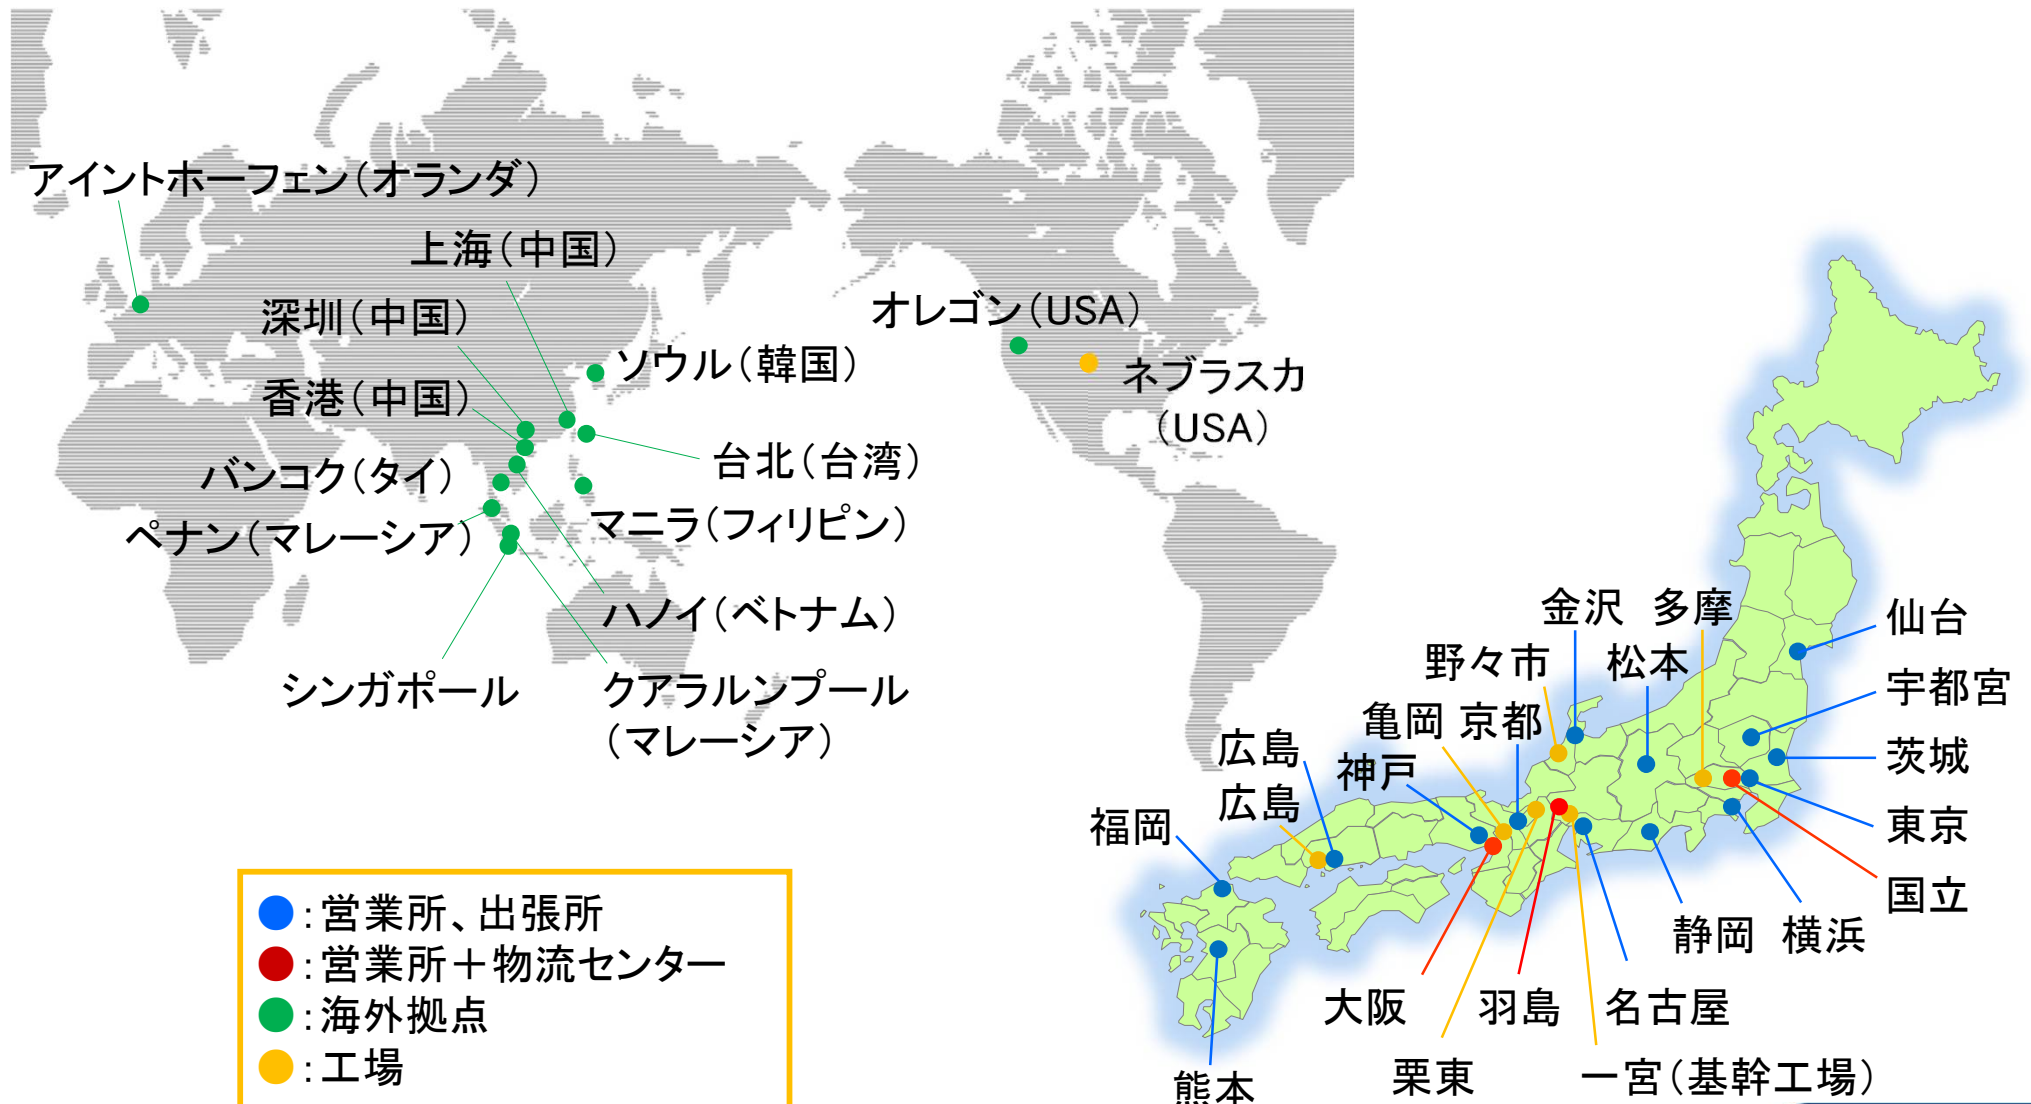 アイントホーフェン（オランダ）
上海（中国）
深圳（中国）
香港（中国）
ソウル（韓国）
台北（台湾）
バンコク（タイ）
ペナン（マレーシア）
マニラ（フィリピン）
ハノイ（ベトナム）
シンガポール
クアラルンプール
（マレーシア）
オレゴン（USA）
ネブラスカ
（USA）
金沢
多摩
仙台
野々市
松本
宇都宮
亀岡
京都
広島
神戸
茨城
広島
福岡
東京
国立
静岡
横浜
大阪
羽島
名古屋
栗東
一宮（基幹工場）
熊本
：営業所、出張所
：営業所＋物流センター
：海外拠点
：工場